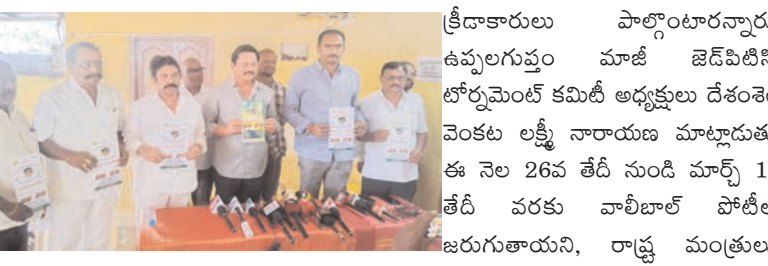 క్రీడాకారులు పాల్గొంటారన్నారు
ఉప్పలగుప్తం మాజీ జెడ్‌పిటిసి
టోర్నమెంట్ కమిటీ అధ్యక్షులు దేశంశె
వెంకట లక్ష్మీ నారాయణ మాట్లాడుతు
ఈ నెల 26వ తేదీ నుండి మార్చ్ 1
తేదీ వరకు వాలీబాల్ పోటీల
జరుగుతాయని, రాష్ట్ర మంత్రులు